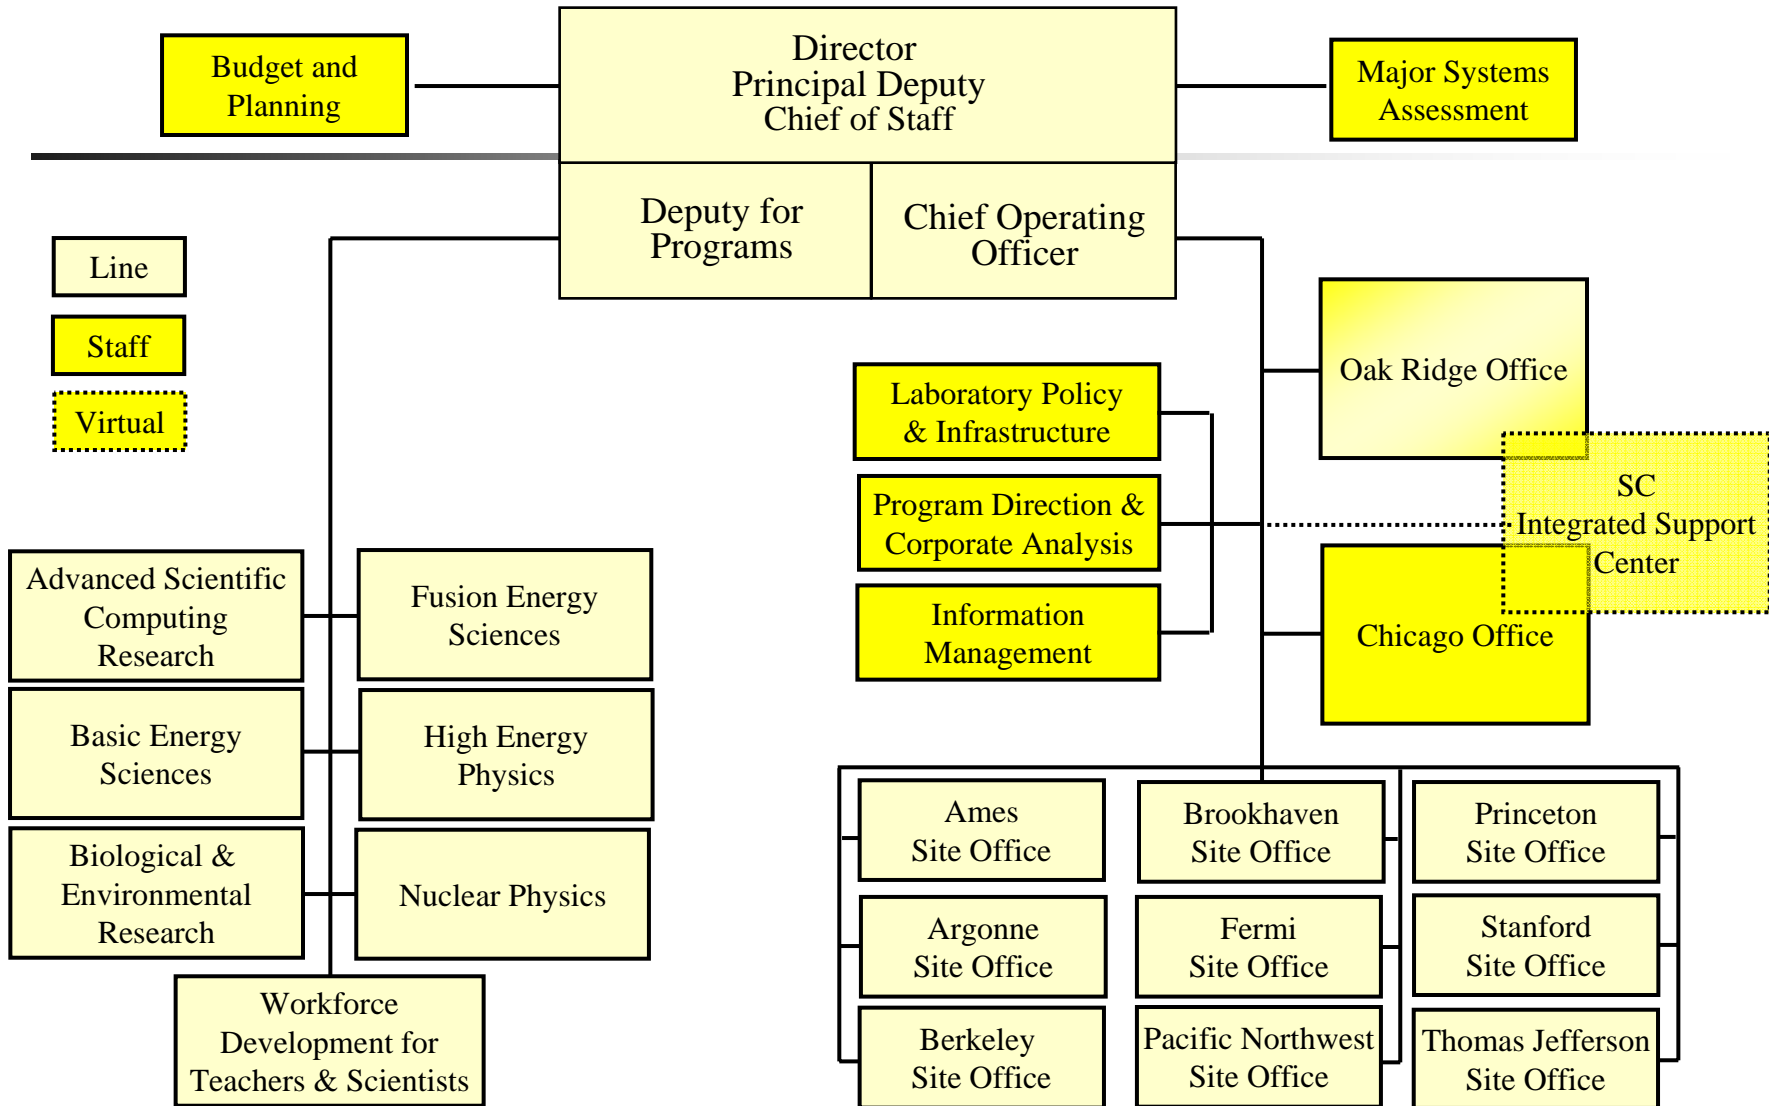 Budget and
Planning
Director
Principal Deputy
Chief of Staff
Major Systems
Assessment
Deputy for
Programs
Chief Operating
Officer
Line
Staff
Virtual
Oak Ridge Office
Laboratory Policy
& Infrastructure
Program Direction &
Corporate Analysis
Information
Management
SC
Integrated Support
Center
Chicago Office
Advanced Scientific
Computing
Research
Fusion Energy
Sciences
Basic Energy
Sciences
High Energy
Physics
Biological &
Environmental
Research
Nuclear Physics
Workforce
Development for
Teachers & Scientists
Ames
Site Office
Brookhaven
Site Office
Princeton
Site Office
Argonne
Site Office
Fermi
Site Office
Stanford
Site Office
Berkeley
Site Office
Pacific Northwest
Site Office
Thomas Jefferson
Site Office